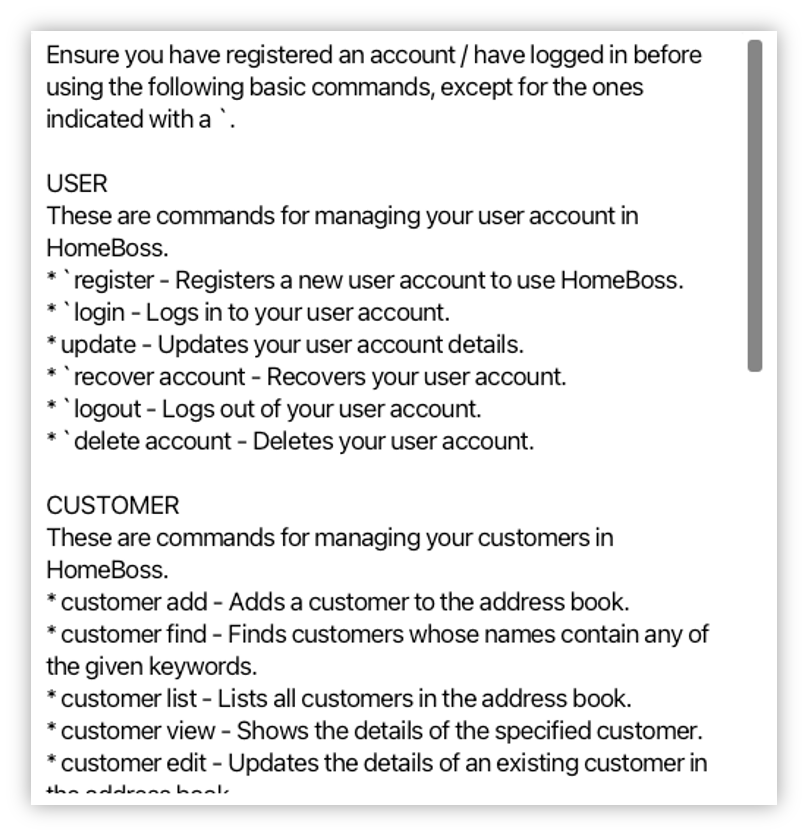 Ensure you have registered an account / have logged in before
using the following basic commands, except for the ones
indicated with a `.
USER
These are commands for managing your user account in
HomeBoss.
* `register - Registers a new user account to use HomeBoss.
* `login - Logs in to your user account.
* update - Updates your user account details.
* `recover account - Recovers your user account.
* `logout - Logs out of your user account.
* `delete account - Deletes your user account.
CUSTOMER
These are commands for managing your customers in
HomeBoss.
* customer add - Adds a customer to the address book.
* customer find - Finds customers whose names contain any of
the given keywords.
* customer list - Lists all customers in the address book.
* customer view - Shows the details of the specified customer.
* customer edit - Updates the details of an existing customer in
the address book